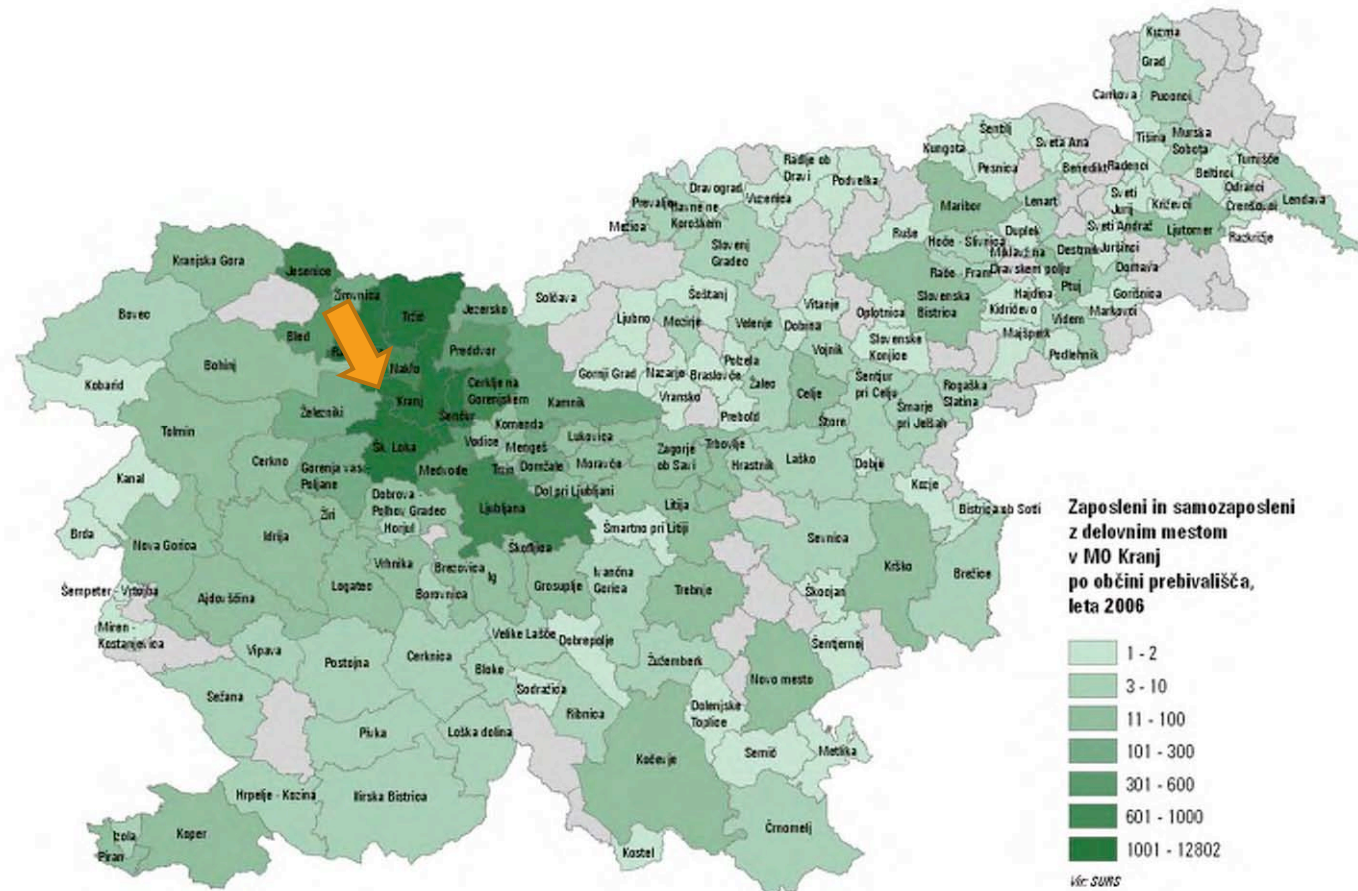 Kuzma
Grad
Cankova
Puconci
Šentilj
Kungota
Sveta Ana
Tišina
Murska
Sobota
Pesnica
Benedikt
Radenci
Turnišče
Beltinci
Radlje ob
Dravi
Podvelka
Dravograd
Vuzenica
Prevalje
Ravne ne
Koroškem
Mežica
Slovenj
Gradec
Maribor
Lenart
Sveti
Jurij
Križevci
Odranci
Črenšovci
Lendava
Ruše
Duplek
Sveti Andraž
Ljutomer
Razkrižje
Hoče - Slivnica
Miklavž na
Dravskem polju
Destrnik
Juršinci
Rače - Fram
Dornava
Ptuj
Gorišnica
Hajdina
Markovci
Kidričevo
Videm
Majšperk
Podlehnik
Slovenska
Bistrica
Kranjska Gora
Jesenice
Žirovnica
Tržič
Jezersko
Solčava
Šoštanj
Vitanje
Oplotnica
Bovec
Ljubno
Mozirje
Velenje
Dobrna
Bled
Preddvor
Naklo
Vojnik
Slovenske
Konjice
Bohinj
Kobarid
Cerklje na
Gorenjskem
Gornji Grad
Nazarje
Braslovče
Polzela
Žalec
Kranj
Kamnik
Vransko
Celje
Šentjur
pri Celju
Rogaška
Slatina
Železniki
Šenčur
Komenda
Prebold
Štore
Šmarje
pri Jelšah
Tolmin
Šk. Loka
Vodice
Mengeš
Lukovica
Zagorje
ob Savi
Trbovlje
Hrastnik
Laško
Dobje
Kozje
Cerkno
Gorenja vas
Poljane
Medvode
Trzin
Domžale
Moravče
Kanal
Dobrova
Polhov Gradec
Dol pri Ljubljani
Litija
Bistrica ob Sotli
Žiri
Horjul
Ljubljana
Šmartno pri Litiji
Brda
Nova Gorica
Idrija
Škofljica
Sevnica
Krško
Brežice
Vrhnika
Brezovica
Ig
Ivančna
Gorica
Logatec
Borovnica
Grosuplje
Trebnje
Škocjan
Šempeter - Vrtojba
Ajdovščina
Miren -
Kostanjevica
Vipava
Postojna
Cerknica
Velike Lašče
Dobrepolje
Žužemberk
Šentjernej
Bloke
Sodražica
Novo mesto
Sežana
Ribnica
Dolenjske
Toplice
Pivka
Loška dolina
Semič
Metlika
Kočevje
Hrpelje - Kozina
Ilirska Bistrica
Črnomelj
Izola
Koper
Piran
Kostel
Zaposleni in samozaposleni
z delovnim mestom
v MO Kranj
po občini prebivališča,
leta 2006
1 - 2
3 - 10
11 - 100
101 - 300
301 - 600
601 - 1000
1001 - 12802
Vir: SURS